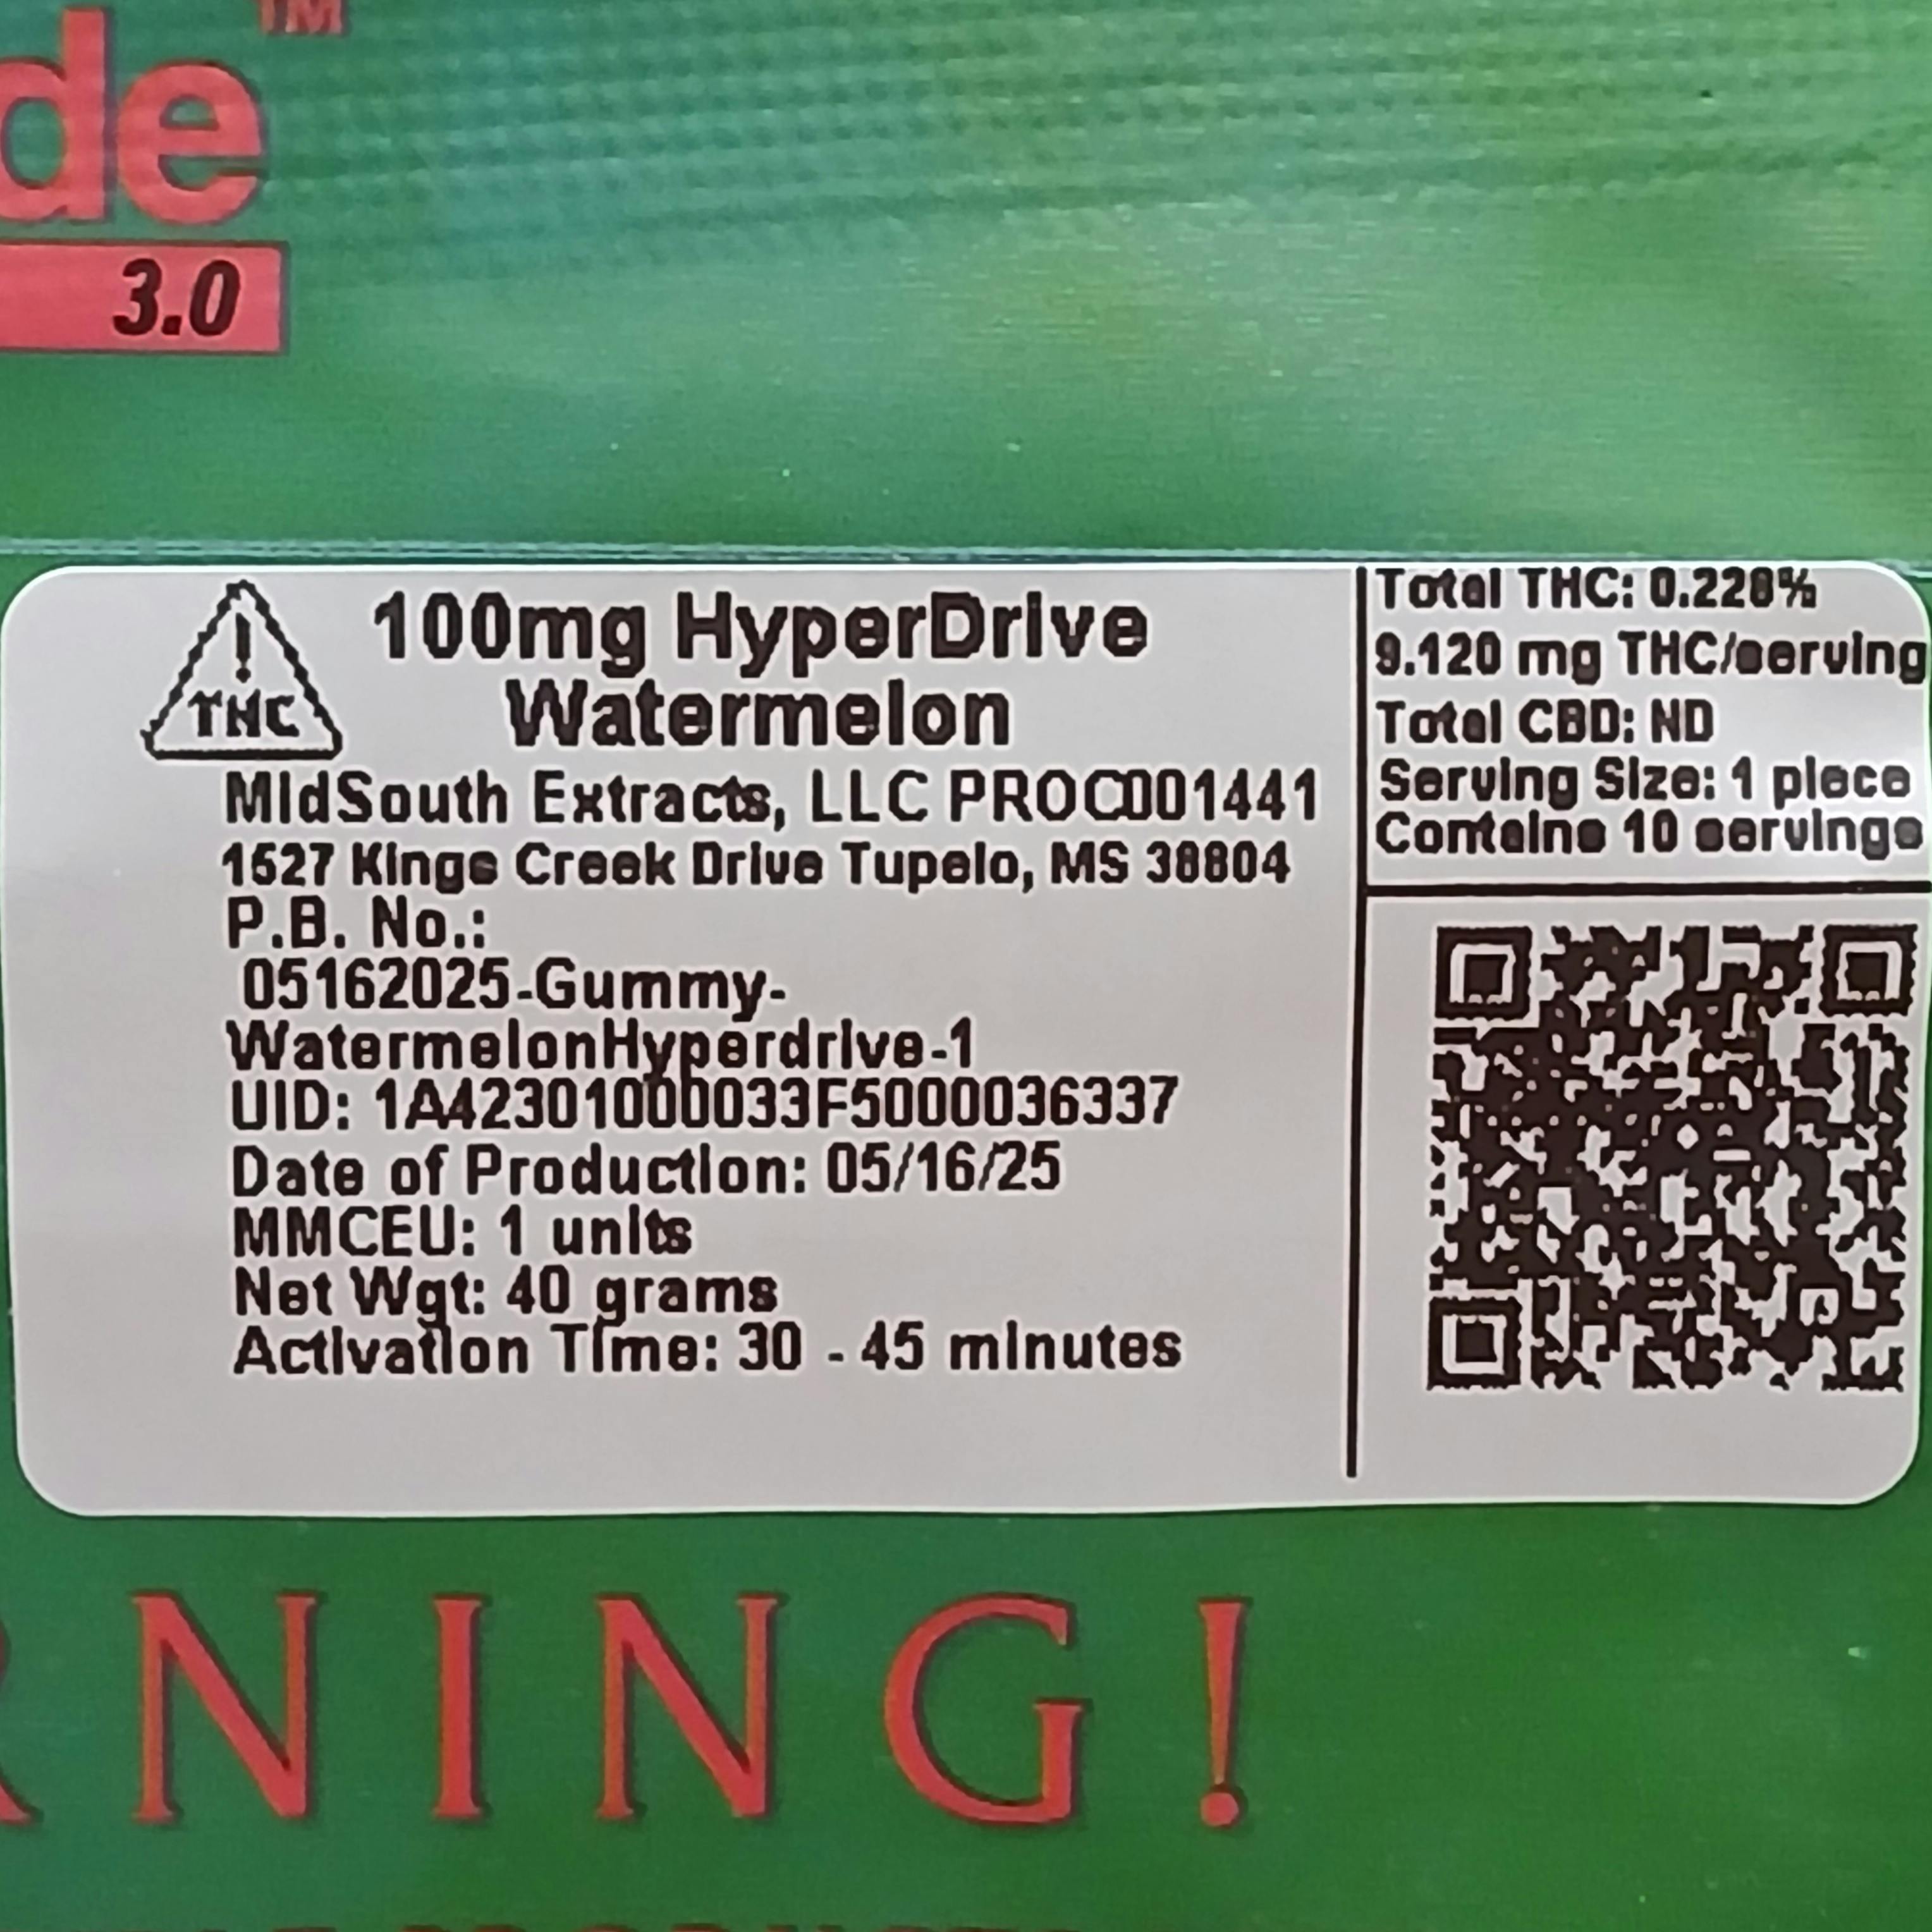 de™
3.0
!
THC
100mg HyperDrive
Watermelon
MidSouth Extracts, LLC PROC001441
1527 Kings Creek Drive Tupelo, MS 38804
P.B. No.:
05162025-Gummy-
WatermelonHyperdrive-1
UID: 1A42301000033F5000036337
Date of Production: 05/16/25
MMCEU: 1 units
Net Wgt: 40 grams
Activation Time: 30 - 45 minutes
Total THC: 0.228%
9.120 mg THC/serving
Total CBD: ND
Serving Size: 1 piece
Contains 10 servings
RNING!